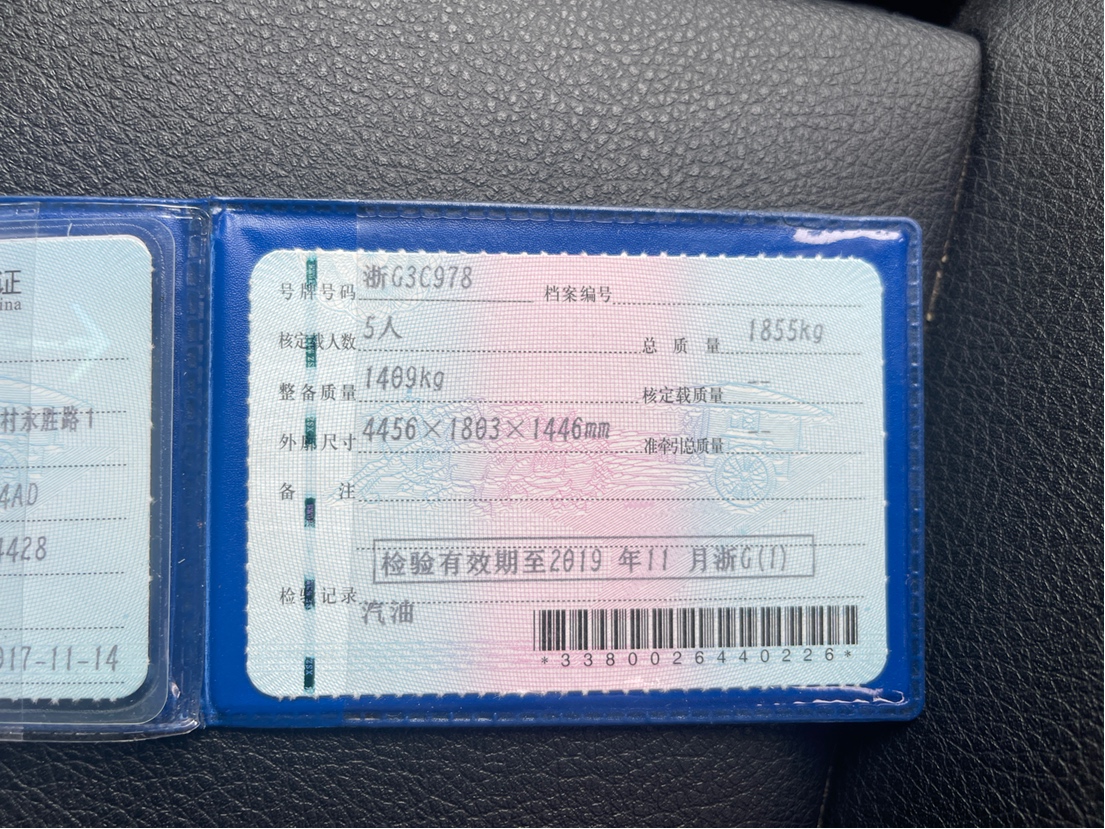 证
ina
村永胜路1
4AD
4428
017-11-14
号牌号码 浙G3C978 档案编号
核定载人数 5人 总质量 1855kg
整备质量 1409kg 核定载质量 --
外廓尺寸 4456×1803×1446mm 准牵引总质量 --
备注
检验有效期至2019 年11 月浙G(1)
检验记录 汽油
*3380026440226*